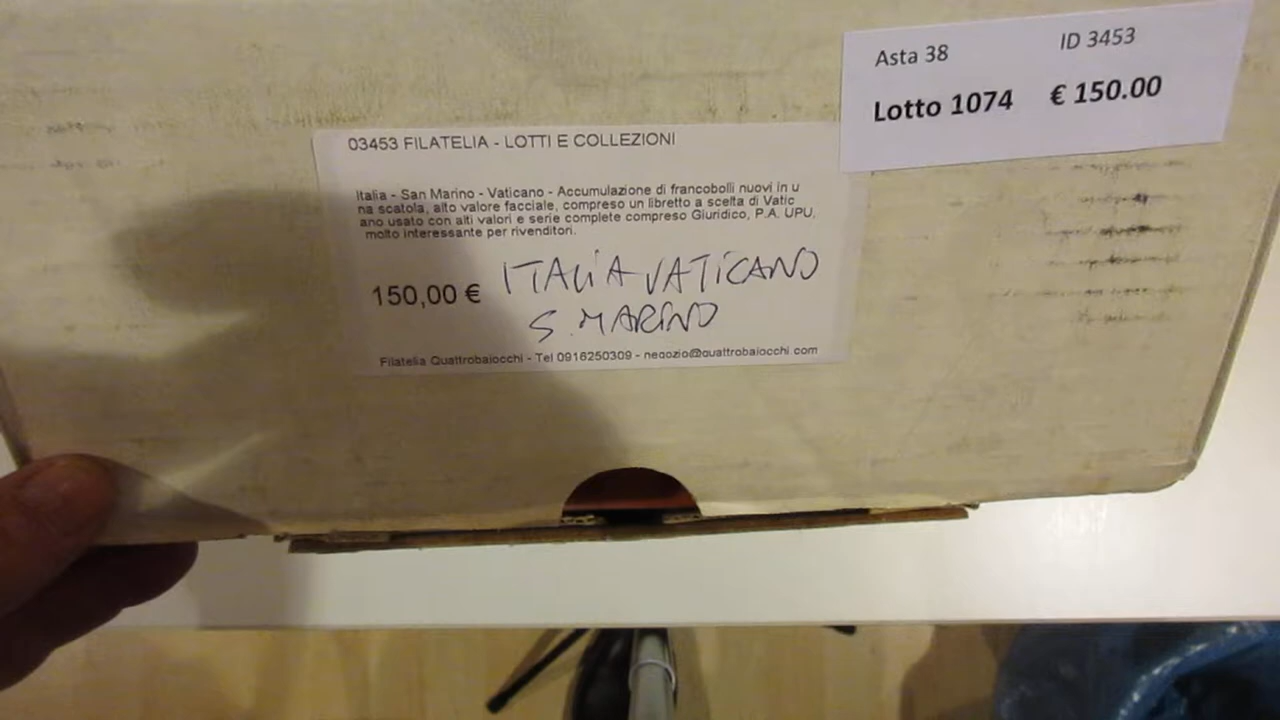 Asta 38 ID 3453
Lotto 1074 € 150.00
03453 FILATELIA - LOTTI E COLLEZIONI
Italia - San Marino - Vaticano - Accumulazione di francobolli nuovi in u
na scatola, alto valore facciale, compreso un libretto a scelta di Vatic
ano usato con alti valori e serie complete compreso Giuridico, P.A. UPU,
molto interessante per rivenditori.
150,00 € ITALIA VATICANO
S. MARINO
Filatelia Quattrobaiocchi - Tel 0916250309 - negozio@quattrobaiocchi.com